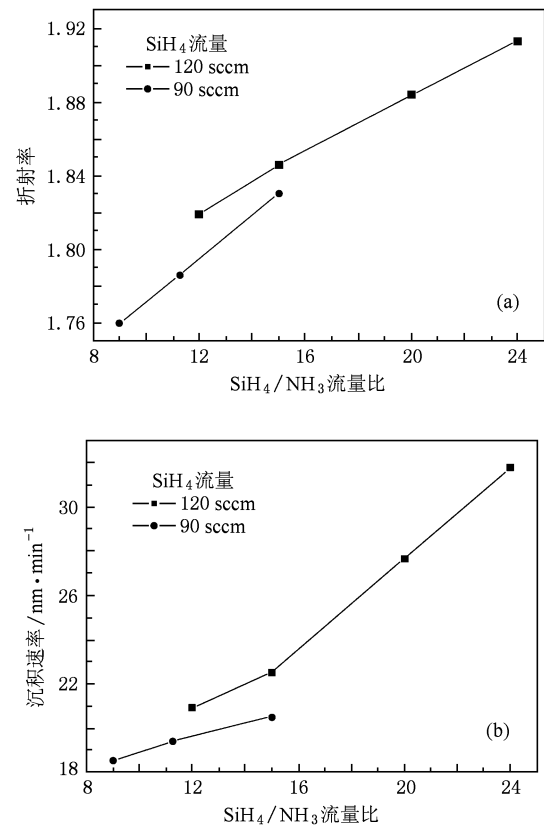 1.92
1.88
1.84
1.80
1.76
折射率
SiH₄流量
120 sccm
90 sccm
(a)
8 12 16 20 24
SiH₄/NH₃流量比
30
26
22
18
沉积速率/nm·min⁻¹
SiH₄流量
120 sccm
90 sccm
(b)
8 12 16 20 24
SiH₄/NH₃流量比